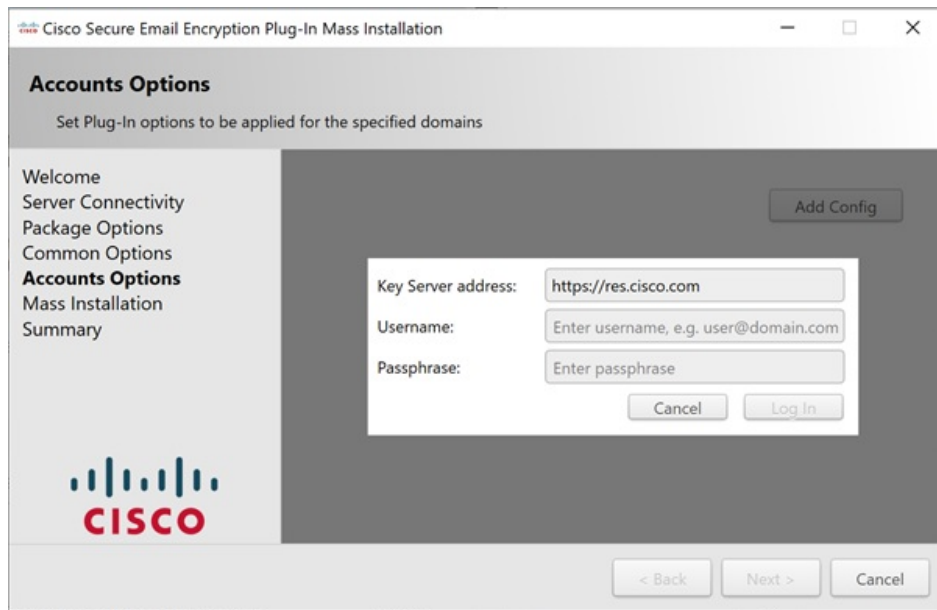 Cisco Secure Email Encryption Plug-In Mass Installation
Accounts Options
Set Plug-In options to be applied for the specified domains
Welcome
Server Connectivity
Package Options
Common Options
Accounts Options
Mass Installation
Summary
CISCO
Add Config
Key Server address: https://res.cisco.com
Username: Enter username, e.g. user@domain.com
Passphrase: Enter passphrase
Cancel Log In
< Back Next > Cancel